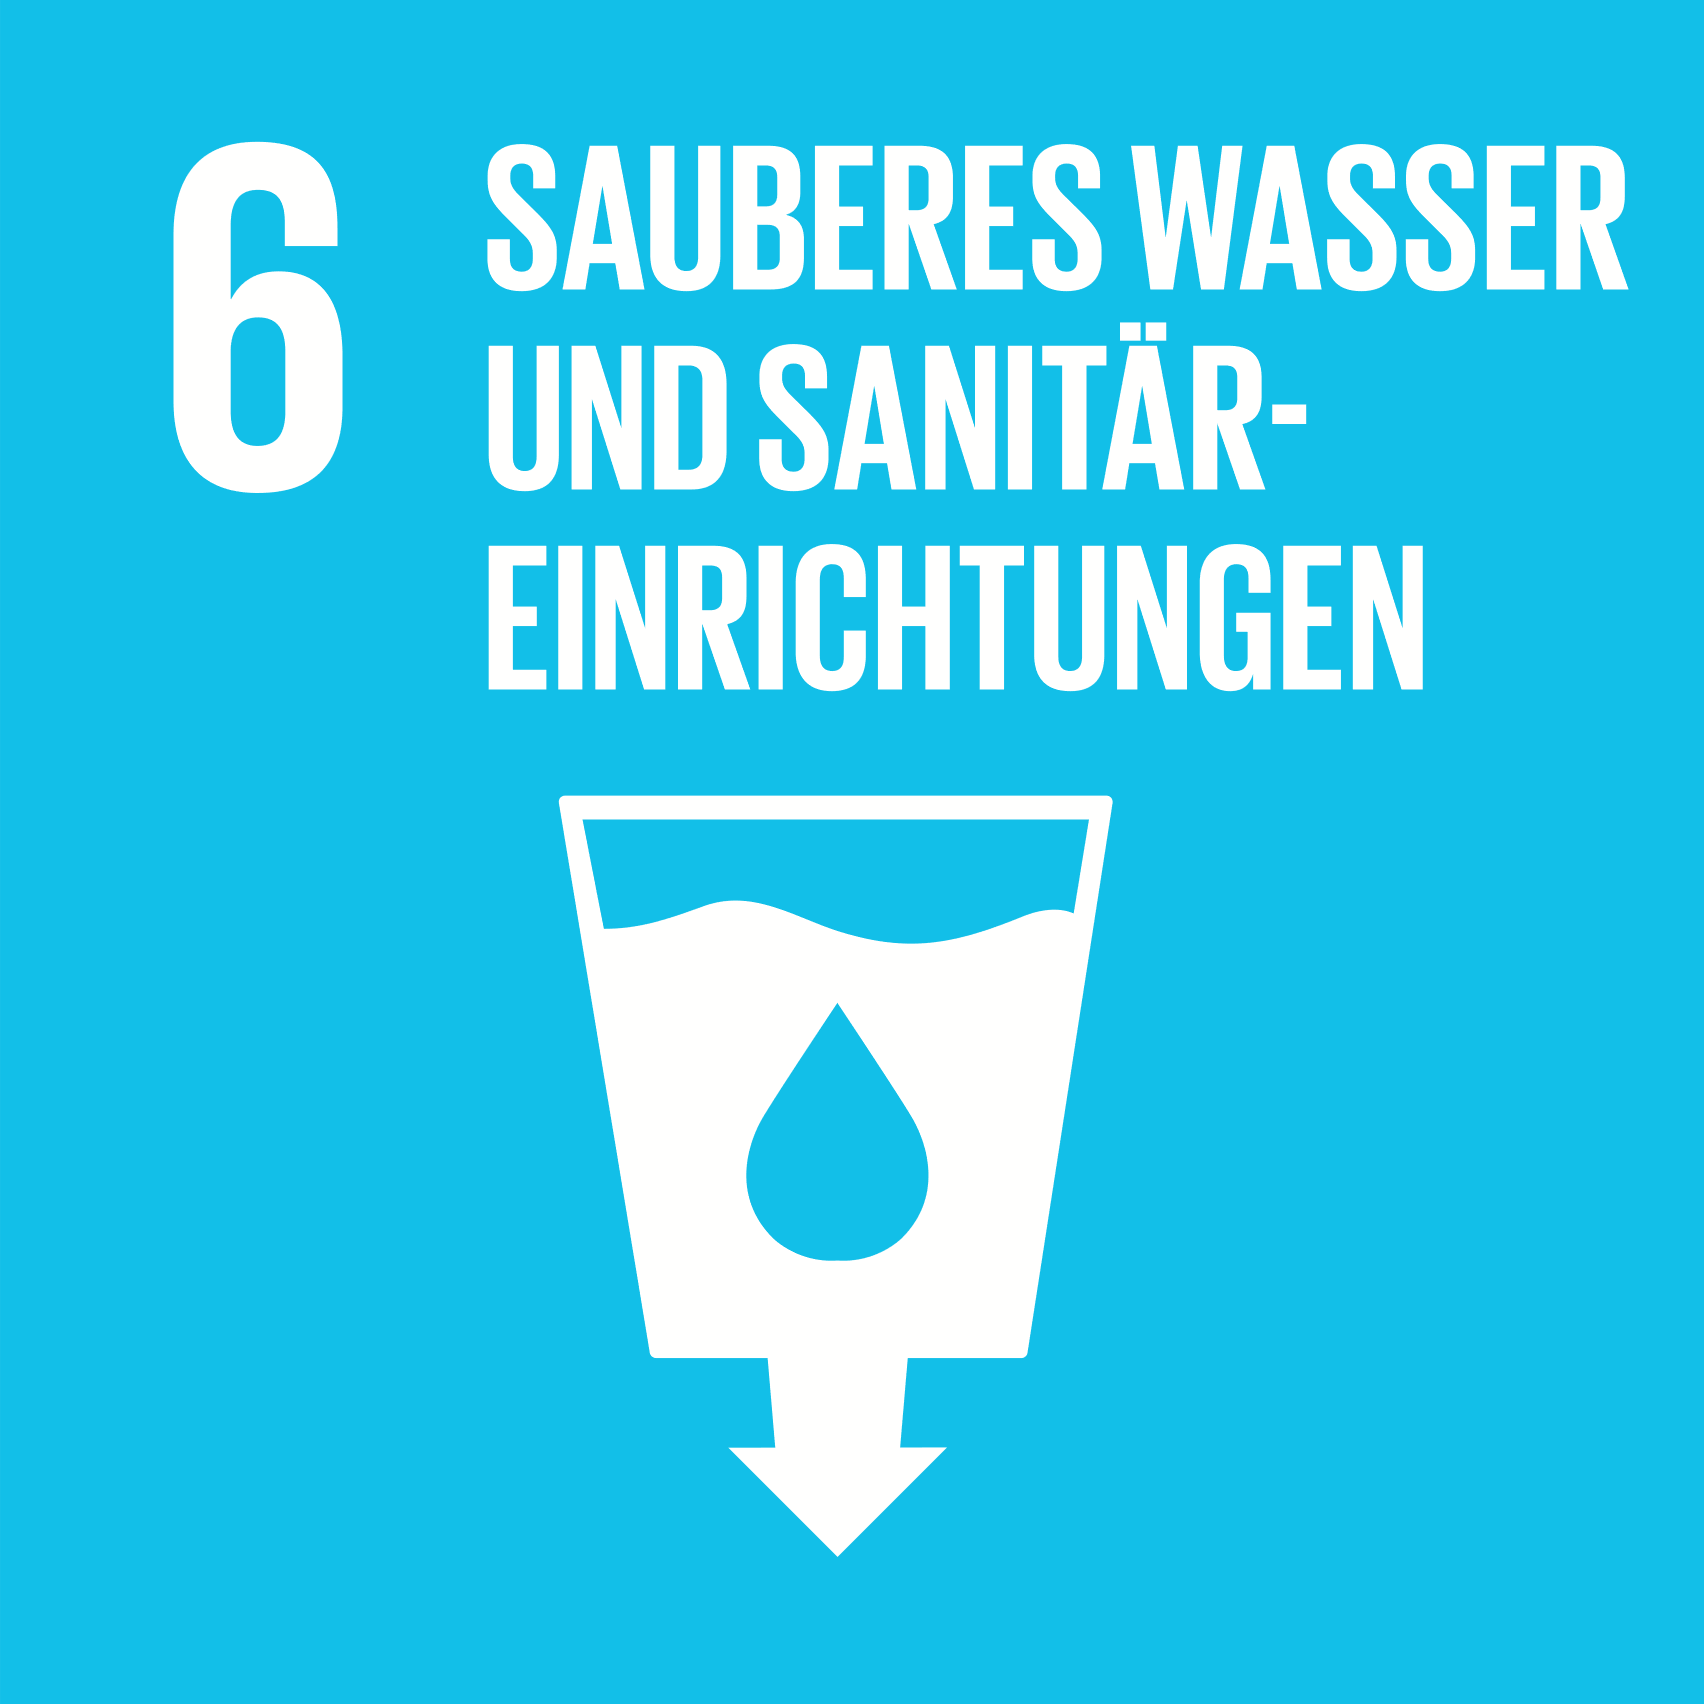 6
SAUBERES WASSER
UND SANITÄR-
EINRICHTUNGEN